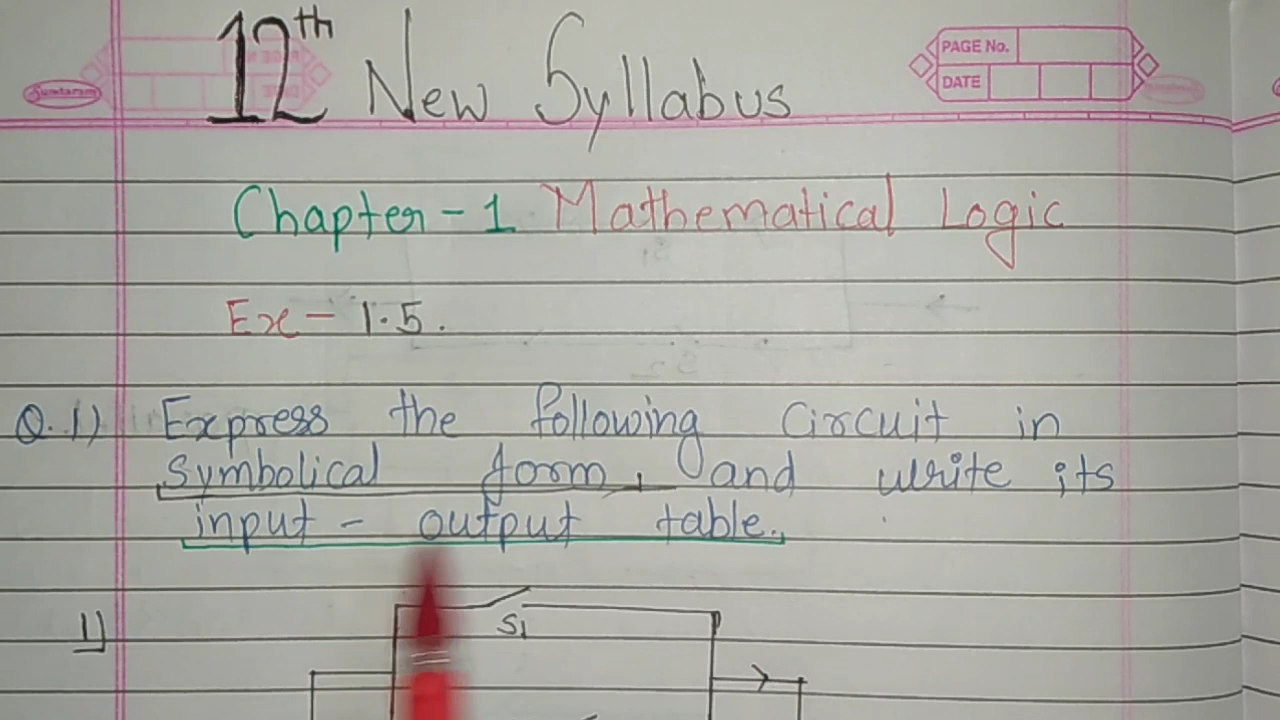 12th New Syllabus
Sundaram
PAGE No.
DATE
Chapter - 1 Mathematical Logic
Ex - 1.5.
Q.1) Express the following Circuit in
Symbolical form, and write its
input - output table.
1)
S1